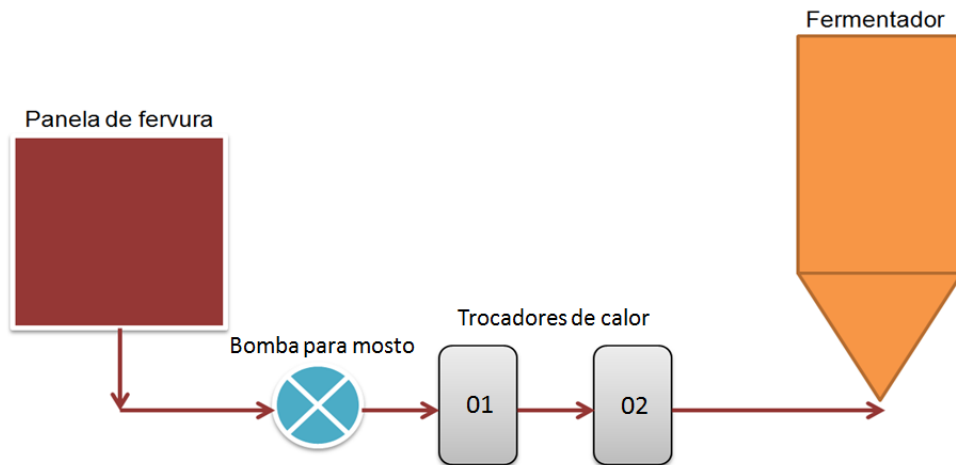 Fermentador
Panela de fervura
Trocadores de calor
Bomba para mosto
01
02